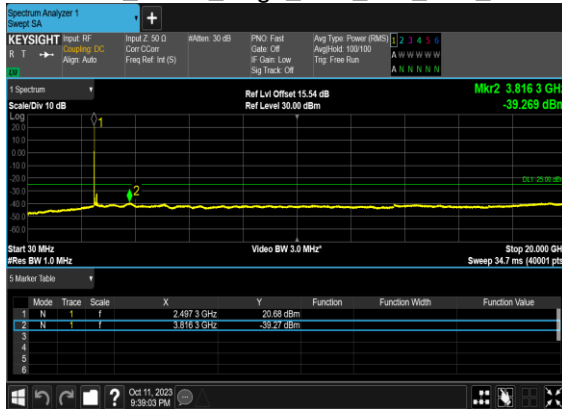 Spectrum Analyzer 1
Swept SA
+
KEYSIGHT Input: RF Input Z: 50 Ω #Atten: 30 dB PNO: Fast Avg Type: Power (RMS) 1 2 3 4 5 6
R T Coupling: DC Corr CCorr Gate: Off Avg|Hold: 100/100 A W W W W W
Align: Auto Freq Ref: Int (S) IF Gain: Low Trig: Free Run
Sig Track: Off A N N N N N
1 Spectrum Ref Lvl Offset 15.54 dB Mkr2 3.816 3 GHz
Scale/Div 10 dB Ref Level 30.00 dBm -39.269 dBm
Log
20.0
10.0
0.00
-10.0
-20.0
-30.0
-40.0
-50.0
-60.0
1
2
DL1 -25.00 dBm
Start 30 MHz Video BW 3.0 MHz* Stop 20.000 GH
#Res BW 1.0 MHz Sweep 34.7 ms (40001 pts
5 Marker Table
Mode Trace Scale X Y Function Function Width Function Value
1 N 1 f 2.497 3 GHz 20.68 dBm
2 N 1 f 3.816 3 GHz -39.27 dBm
3
4
5
6
? Oct 11, 2023
9:39:03 PM